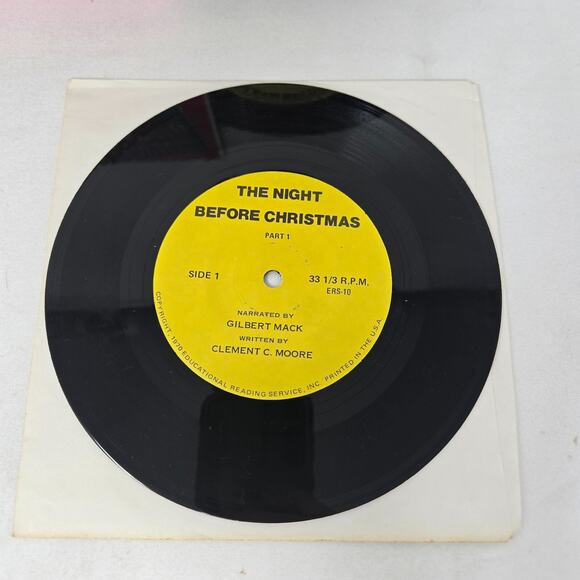 THE NIGHT
BEFORE CHRISTMAS
PART 1
SIDE 1
33 1/3 R.P.M.
ERS-10
NARRATED BY
GILBERT MACK
WRITTEN BY
CLEMENT C. MOORE
COPYRIGHT, 1970 EDUCATIONAL READING SERVICE, INC. PRINTED IN THE U.S.A.